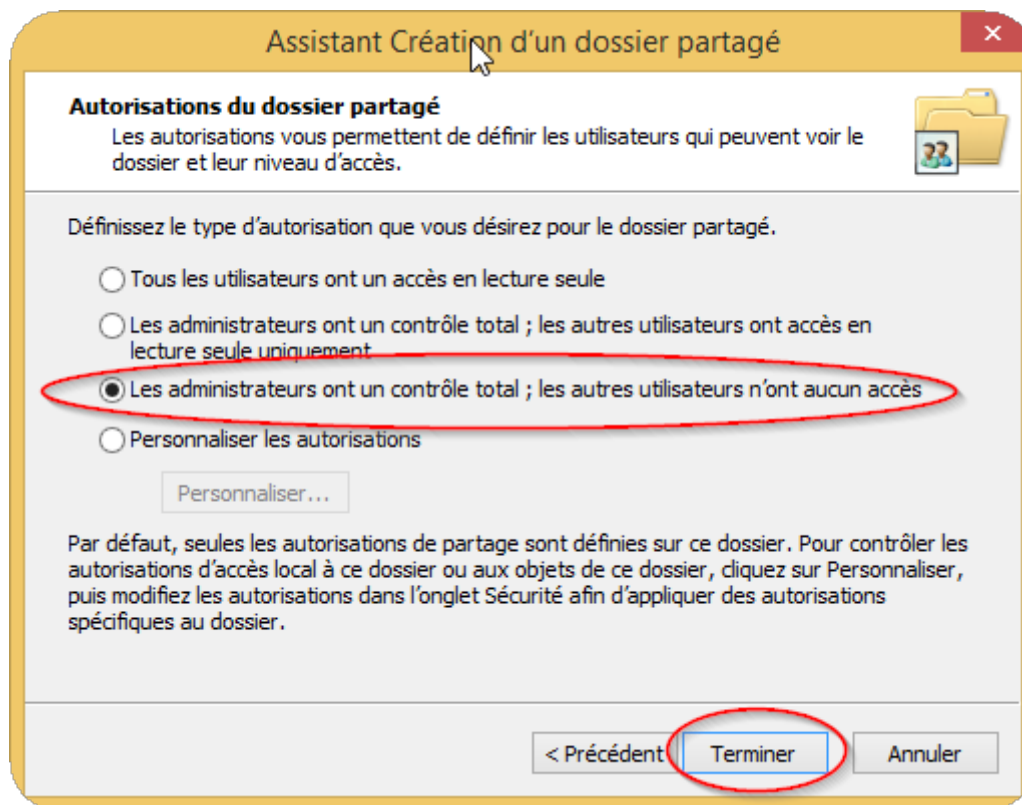 Assistant Création d'un dossier partagé
Autorisations du dossier partagé
Les autorisations vous permettent de définir les utilisateurs qui peuvent voir le
dossier et leur niveau d'accès.
Définissez le type d'autorisation que vous désirez pour le dossier partagé.
Tous les utilisateurs ont un accès en lecture seule
Les administrateurs ont un contrôle total ; les autres utilisateurs ont accès en
lecture seule uniquement
Les administrateurs ont un contrôle total ; les autres utilisateurs n'ont aucun accès
Personnaliser les autorisations
Personnaliser...
Par défaut, seules les autorisations de partage sont définies sur ce dossier. Pour contrôler les
autorisations d'accès local à ce dossier ou aux objets de ce dossier, cliquez sur Personnaliser,
puis modifiez les autorisations dans l'onglet Sécurité afin d'appliquer des autorisations
spécifiques au dossier.
< Précédent Terminer Annuler